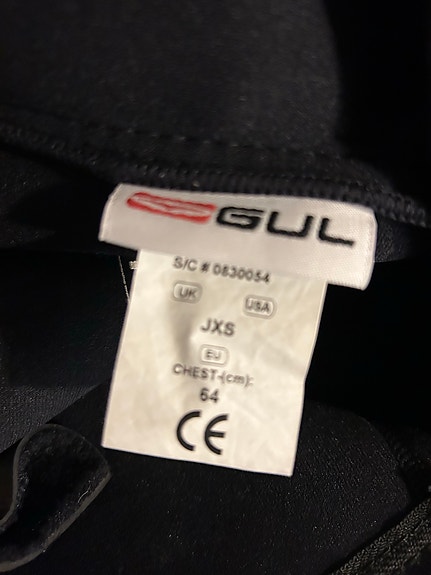 GUL
S/C # 0830054
UK USA
JXS
EU
CHEST-(cm):
64
CE